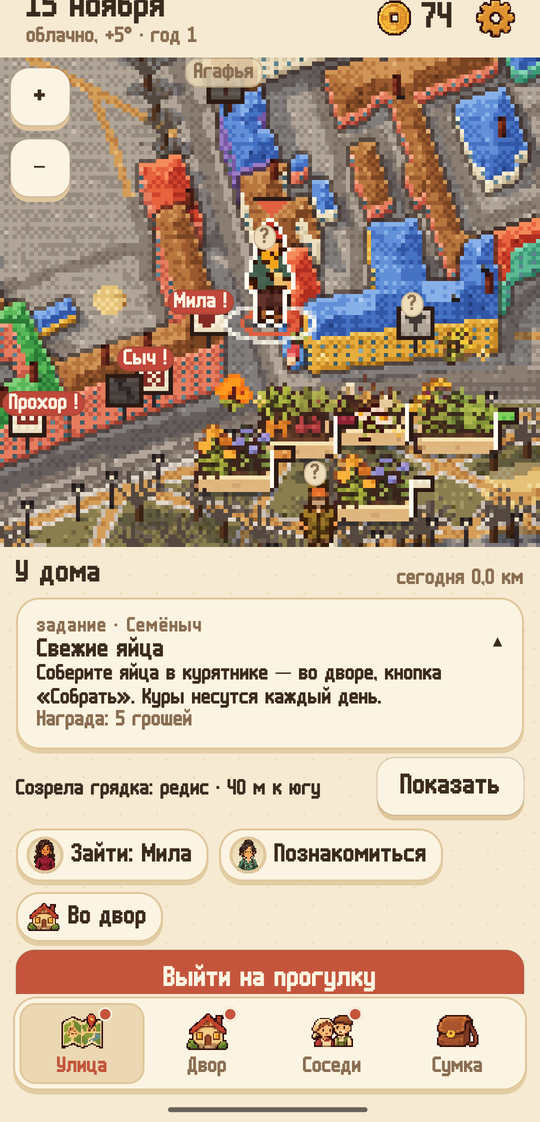 15 ноября
облачно, +5° · год 1
74
Агафья
+
−
?
Мила !
?
Сыч !
Прохор !
?
У дома
сегодня 0,0 км
задание · Семёныч
Свежие яйца
Соберите яйца в курятнике — во дворе, кнопка
«Собрать». Куры несутся каждый день.
Награда: 5 грошей
Созрела грядка: редис · 40 м к югу
Показать
Зайти: Мила
Познакомиться
Во двор
Выйти на прогулку
Улица
Двор
Соседи
Сумка